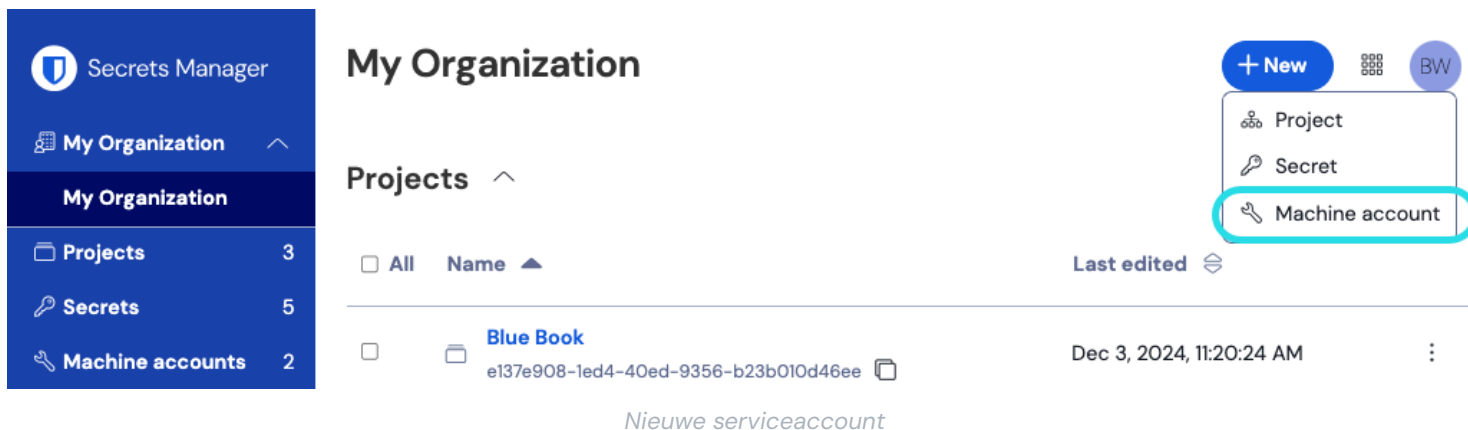 Secrets Manager
My Organization
My Organization
Projects 3
Secrets 5
Machine accounts 2
My Organization
+ New
BW
Project
Secret
Machine account
Projects
All Name Last edited
Blue Book
e137e908-1ed4-40ed-9356-b23b010d46ee
Dec 3, 2024, 11:20:24 AM
Nieuwe serviceaccount